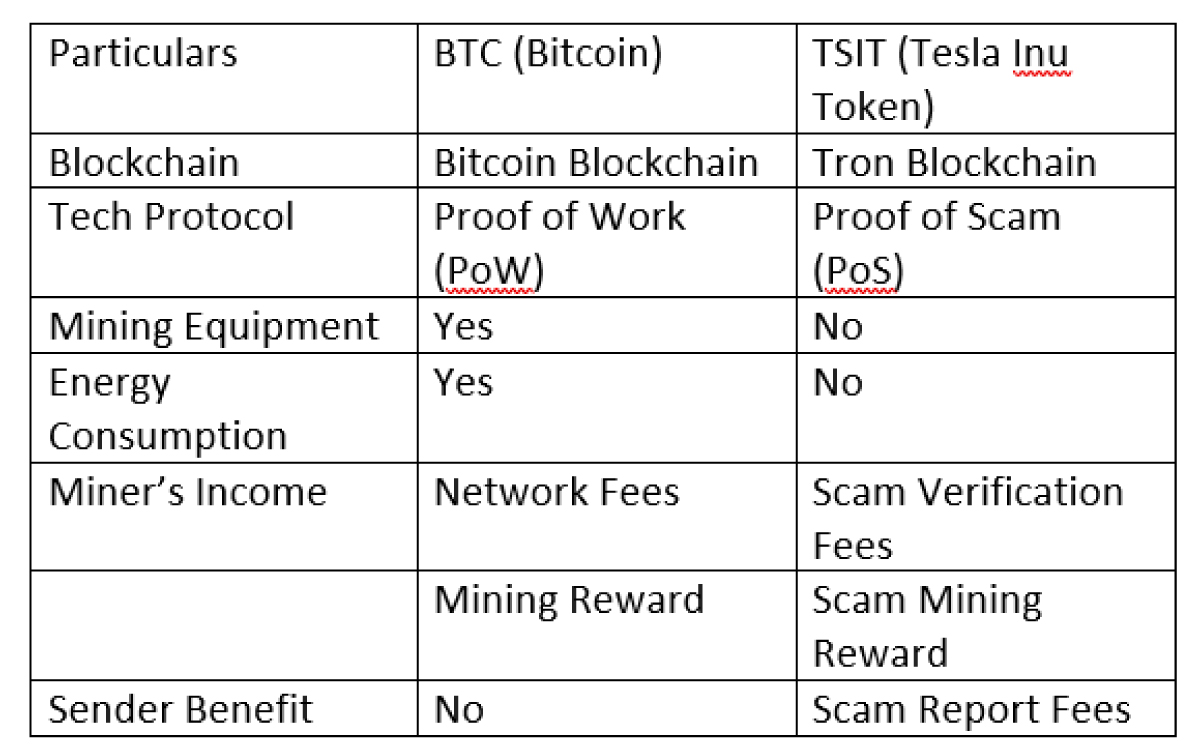 Particulars BTC (Bitcoin) TSIT (Tesla Inu
Token)
Blockchain Bitcoin Blockchain Tron Blockchain
Tech Protocol Proof of Work Proof of Scam
(PoW) (PoS)
Mining Equipment Yes No
Energy Yes No
Consumption
Miner’s Income Network Fees Scam Verification
Fees
Mining Reward Scam Mining
Reward
Sender Benefit No Scam Report Fees